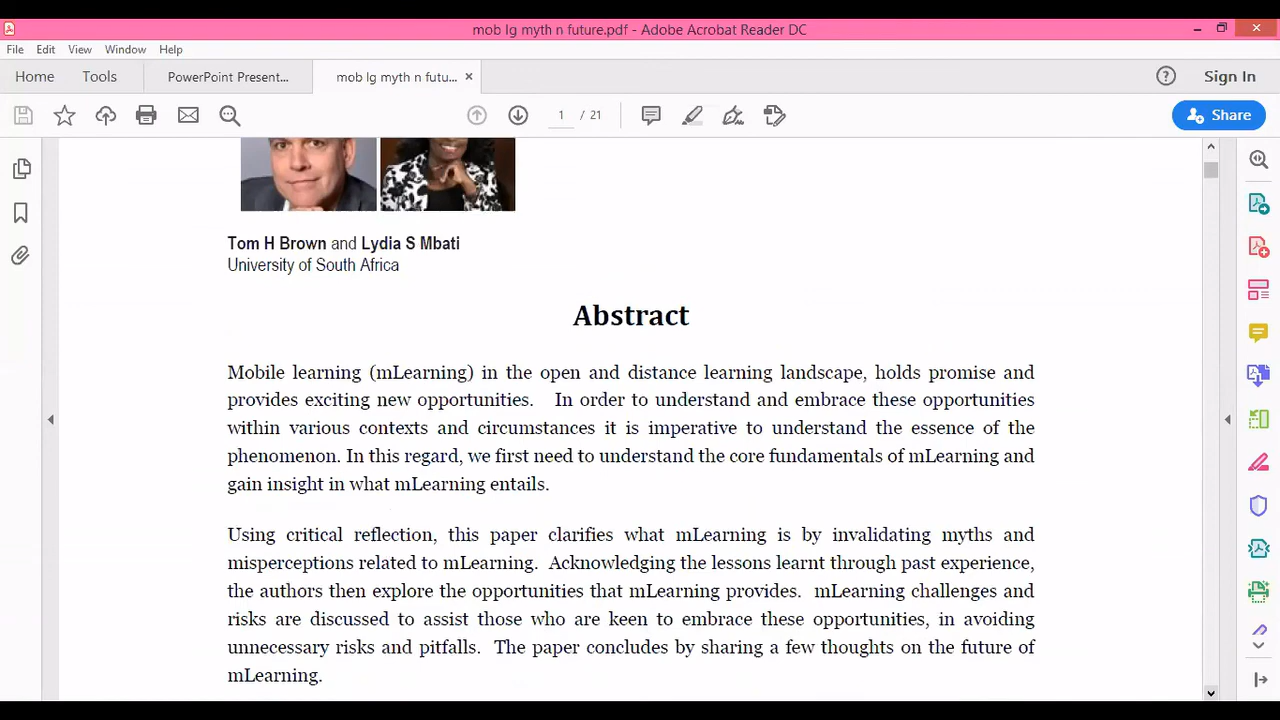 mob lg myth n future.pdf - Adobe Acrobat Reader DC
File Edit View Window Help
Home Tools PowerPoint Present... mob lg myth n futu... × Sign In
1 / 21 Share
Tom H Brown and Lydia S Mbati
University of South Africa
Abstract
Mobile learning (mLearning) in the open and distance learning landscape, holds promise and
provides exciting new opportunities. In order to understand and embrace these opportunities
within various contexts and circumstances it is imperative to understand the essence of the
phenomenon. In this regard, we first need to understand the core fundamentals of mLearning and
gain insight in what mLearning entails.
Using critical reflection, this paper clarifies what mLearning is by invalidating myths and
misperceptions related to mLearning. Acknowledging the lessons learnt through past experience,
the authors then explore the opportunities that mLearning provides. mLearning challenges and
risks are discussed to assist those who are keen to embrace these opportunities, in avoiding
unnecessary risks and pitfalls. The paper concludes by sharing a few thoughts on the future of
mLearning.